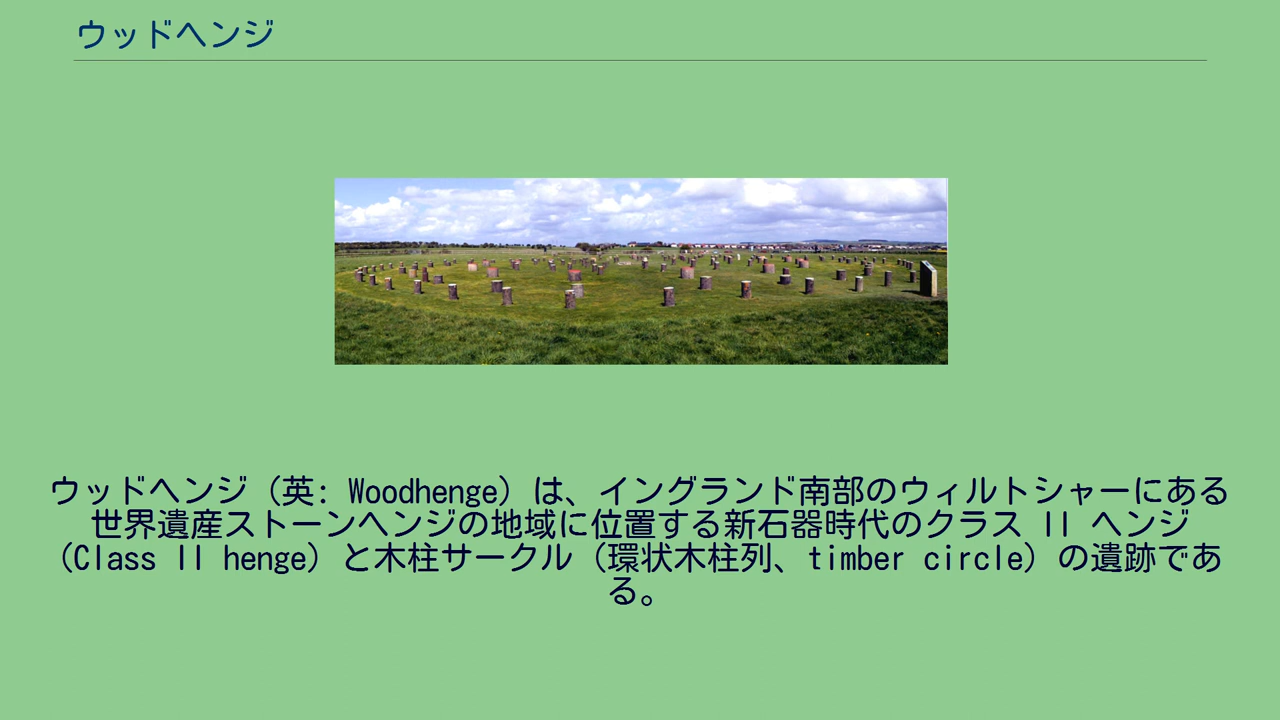 ウッドヘンジ
ウッドヘンジ（英: Woodhenge）は、イングランド南部のウィルトシャーにある
世界遺産ストーンヘンジの地域に位置する新石器時代のクラス II ヘンジ
（Class II henge）と木柱サークル（環状木柱列、timber circle）の遺跡であ
る。